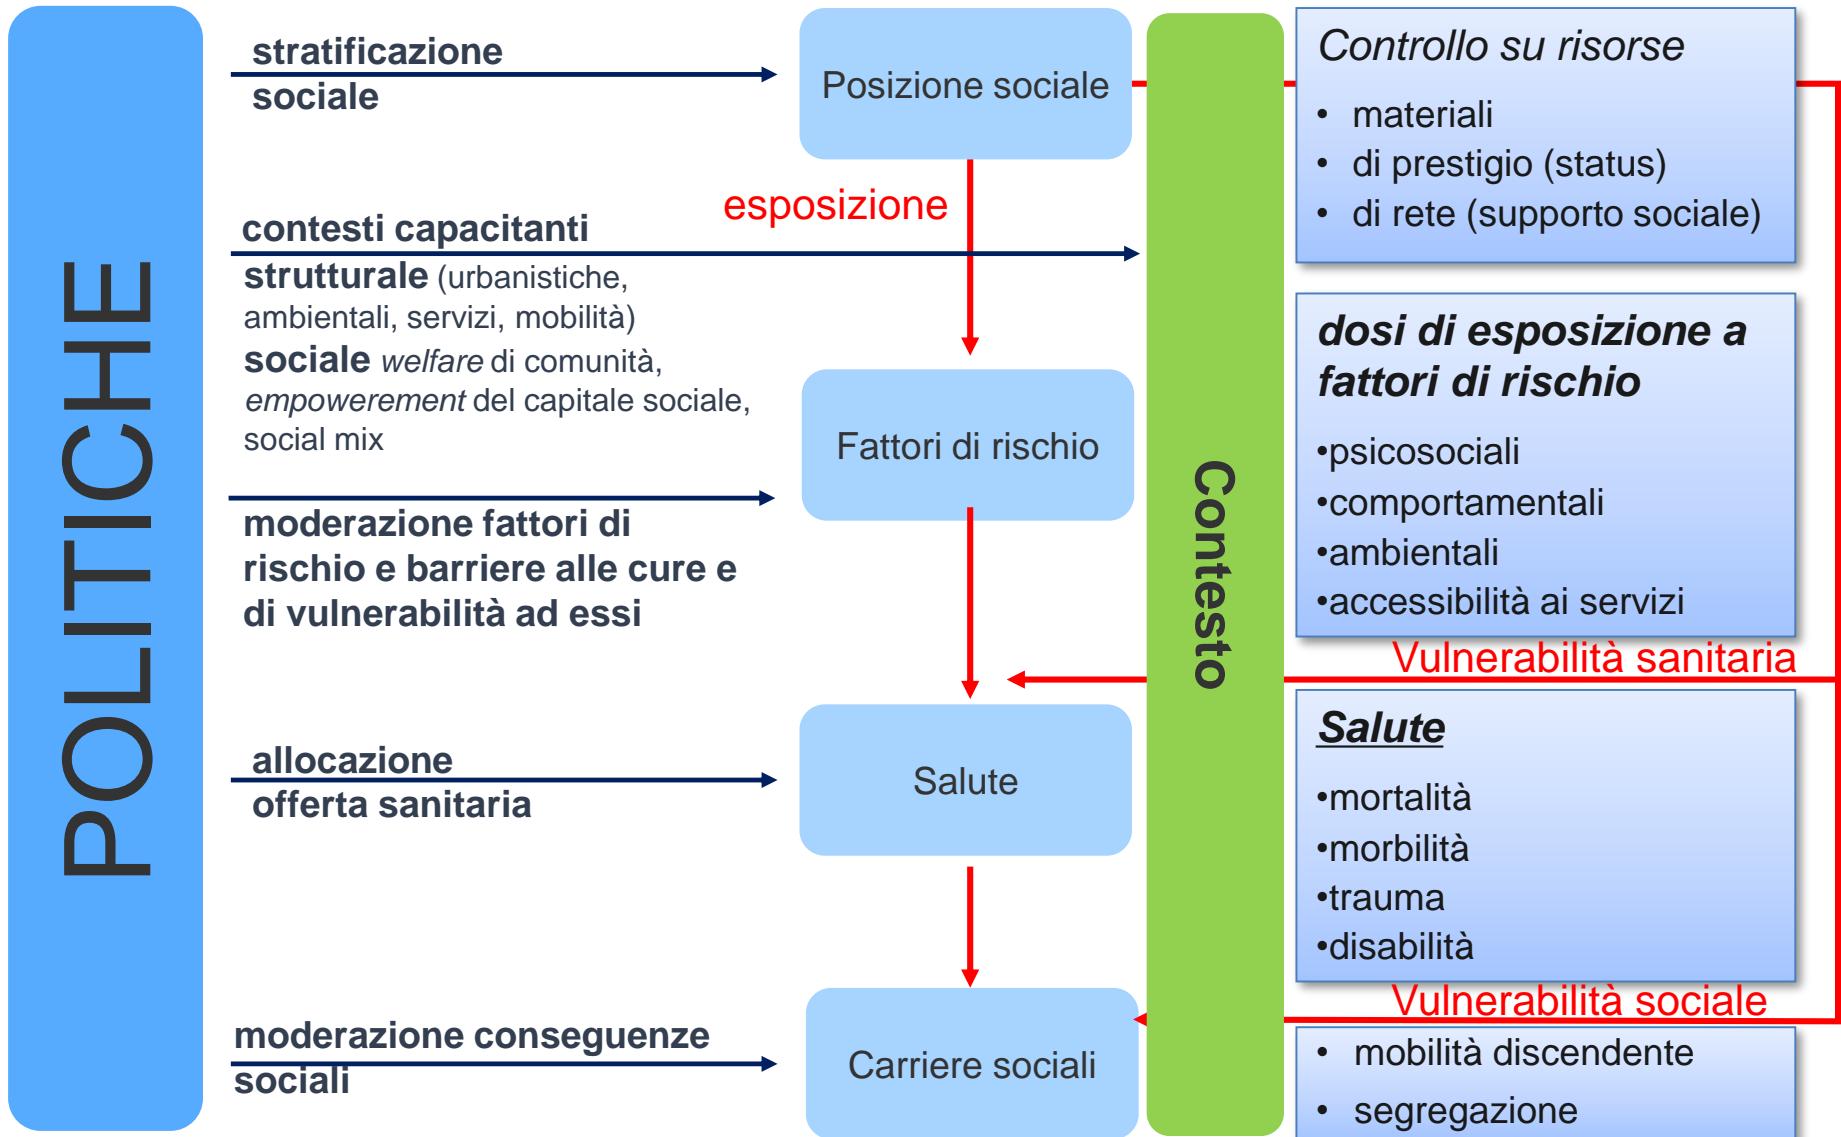 POLITICHE
stratificazione
sociale
Posizione sociale
esposizione
contesti capacitanti
strutturale (urbanistiche,
ambientali, servizi, mobilità)
sociale welfare di comunità,
empowerement del capitale sociale,
social mix
Fattori di rischio
moderazione fattori di
rischio e barriere alle cure e
di vulnerabilità ad essi
allocazione
offerta sanitaria
Salute
moderazione conseguenze
sociali
Carriere sociali
Contesto
Controllo su risorse
• materiali
• di prestigio (status)
• di rete (supporto sociale)
dosi di esposizione a
fattori di rischio
•psicosociali
•comportamentali
•ambientali
•accessibilità ai servizi
Vulnerabilità sanitaria
Salute
•mortalità
•morbilità
•trauma
•disabilità
Vulnerabilità sociale
• mobilità discendente
• segregazione